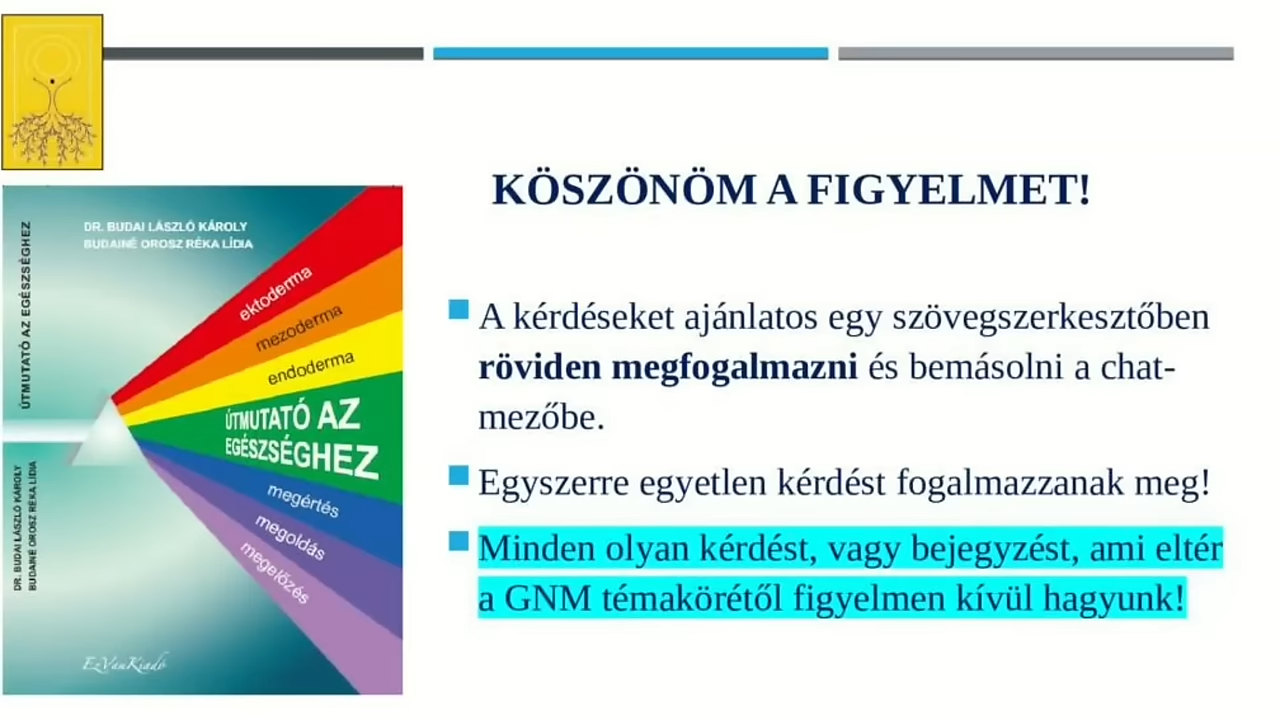 KÖSZÖNÖM A FIGYELMET!
ÚTMUTATÓ AZ EGÉSZSÉGHEZ
DR. BUDAI LÁSZLÓ KÁROLY
BUDAINÉ OROSZ RÉKA LÍDIA
ektoderma
mezoderma
endoderma
ÚTMUTATÓ AZ
EGÉSZSÉGHEZ
megértés
megoldás
megelőzés
DR. BUDAI LÁSZLÓ KÁROLY
BUDAINÉ OROSZ RÉKA LÍDIA
EzVanKiadó
A kérdéseket ajánlatos egy szövegszerkesztőben
röviden megfogalmazni és bemásolni a chat-
mezőbe.
Egyszerre egyetlen kérdést fogalmazzanak meg!
Minden olyan kérdést, vagy bejegyzést, ami eltér
a GNM témakörétől figyelmen kívül hagyunk!